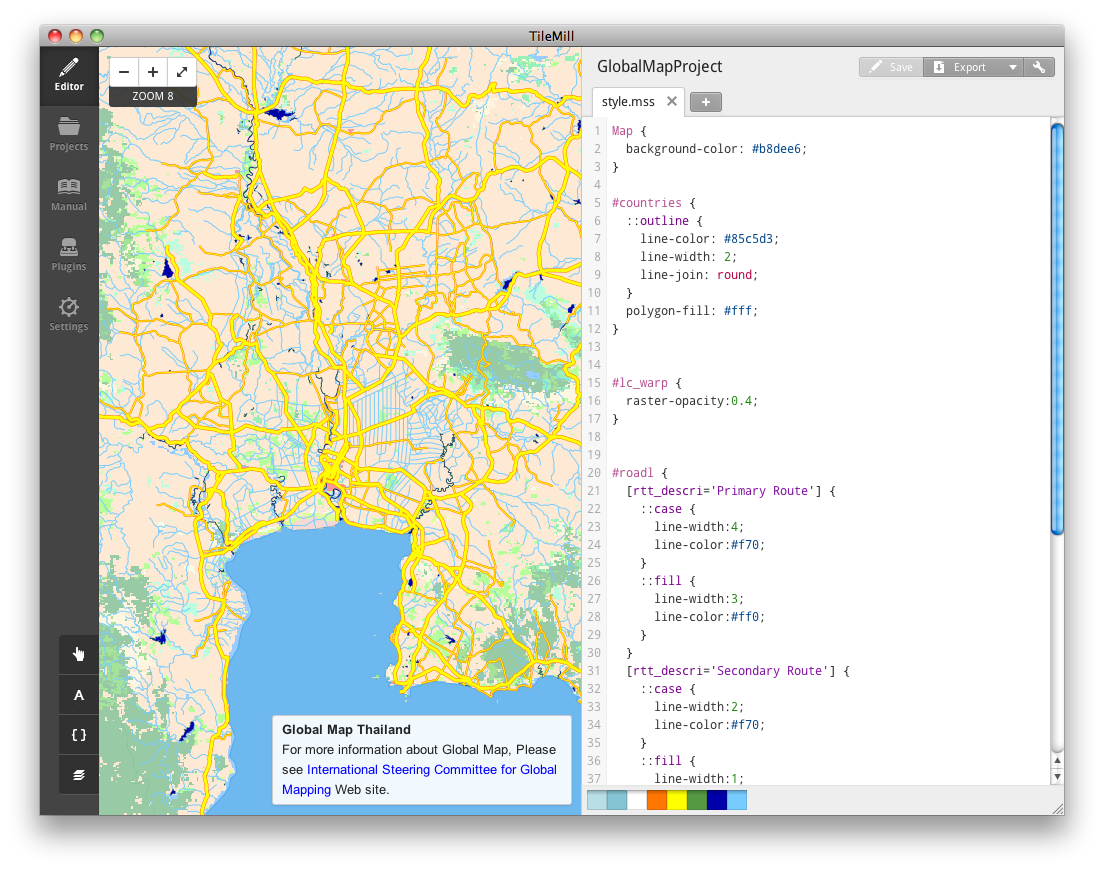 TileMill
Editor
Projects
Manual
Plugins
Settings
A
{}
ZOOM 8
Global Map Thailand
For more information about Global Map, Please
see International Steering Committee for Global
Mapping Web site.
GlobalMapProject
Save
Export
style.mss
1 Map {
2 background-color: #b8dee6;
3 }
4
5 #countries {
6 ::outline {
7 line-color: #85c5d3;
8 line-width: 2;
9 line-join: round;
10 }
11 polygon-fill: #fff;
12 }
13
14
15 #lc_warp {
16 raster-opacity:0.4;
17 }
18
19
20 #roadl {
21 [rtt_descri='Primary Route'] {
22 ::case {
23 line-width:4;
24 line-color:#f70;
25 }
26 ::fill {
27 line-width:3;
28 line-color:#ff0;
29 }
30 }
31 [rtt_descri='Secondary Route'] {
32 ::case {
33 line-width:2;
34 line-color:#f70;
35 }
36 ::fill {
37 line-width:1;